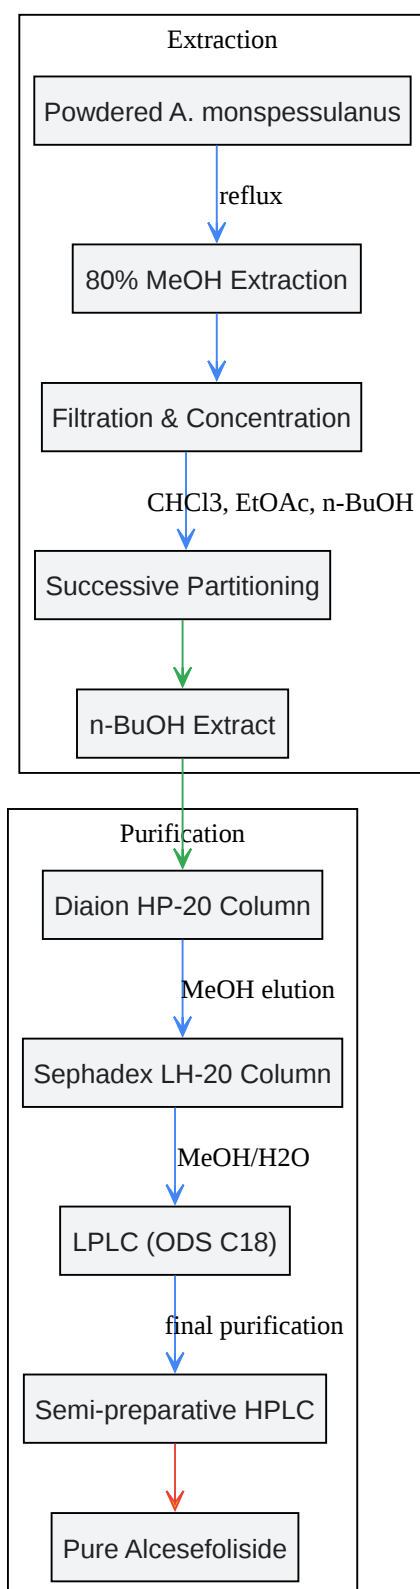 Extraction
Powdered A. monspessulanus
reflux
80% MeOH Extraction
Filtration & Concentration
CHCl3, EtOAc, n-BuOH
Successive Partitioning
n-BuOH Extract
Purification
Diaion HP-20 Column
MeOH elution
Sephadex LH-20 Column
MeOH/H2O
LPLC (ODS C18)
final purification
Semi-preparative HPLC
Pure Alcesefoliside